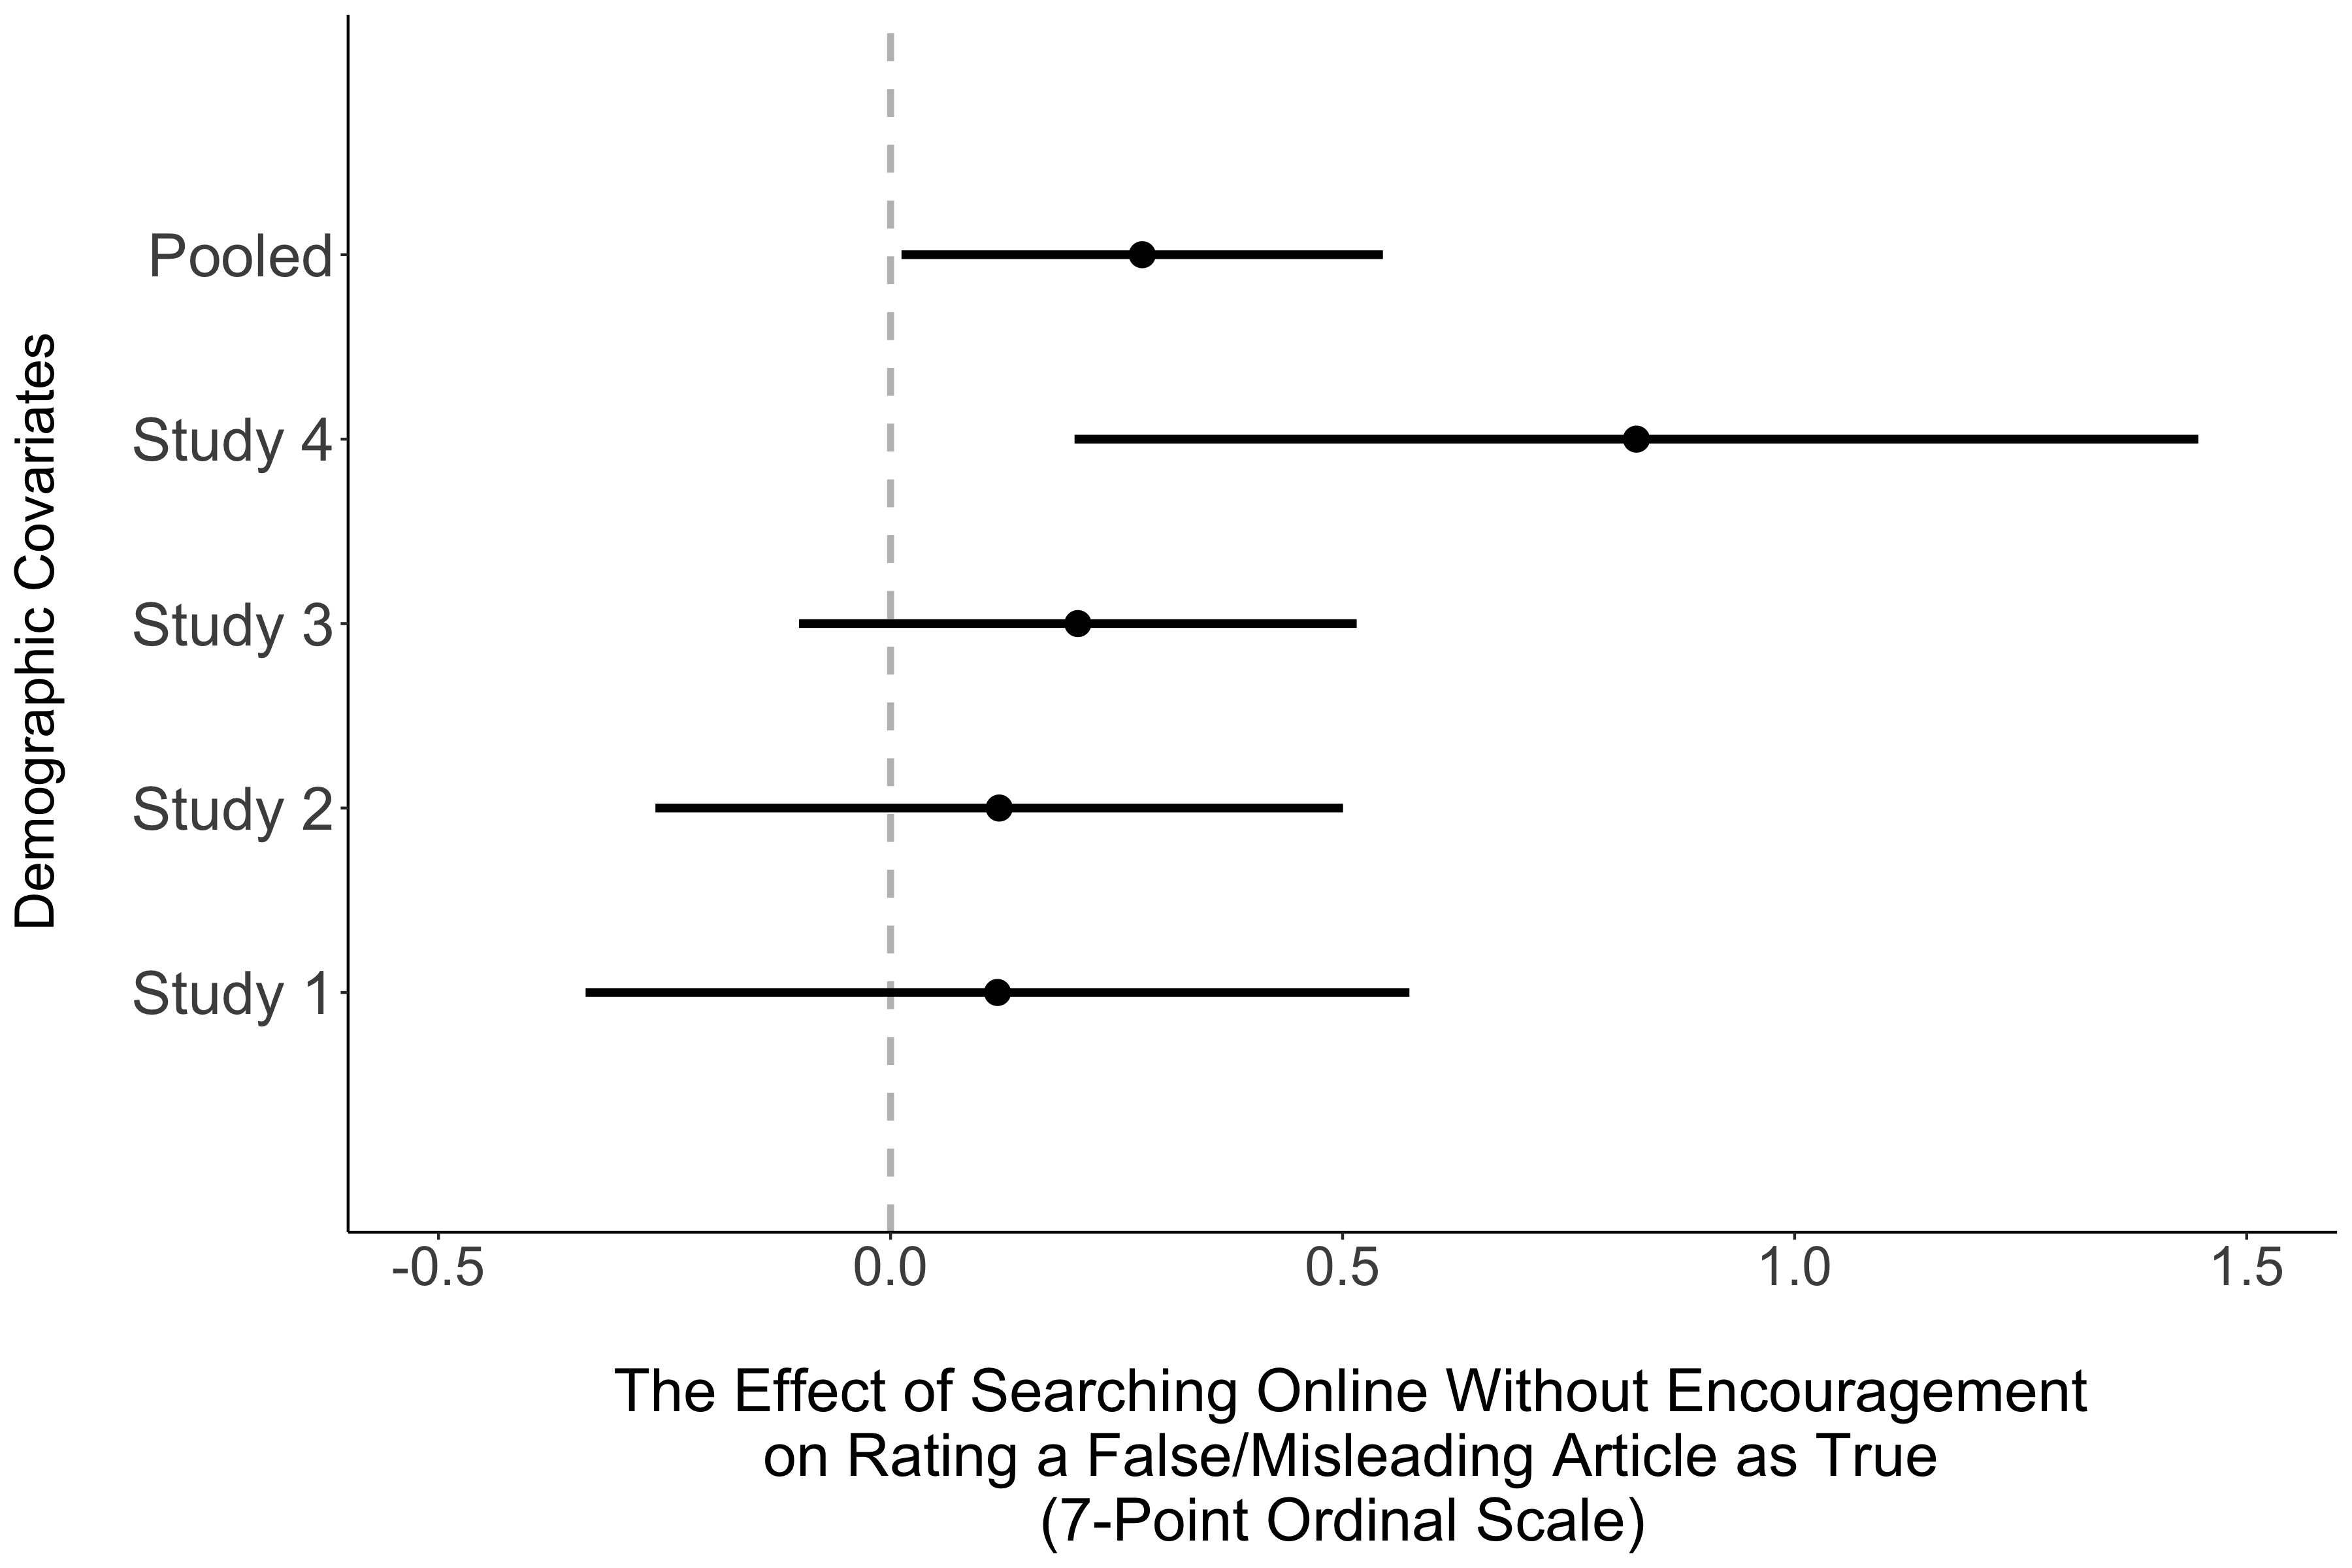 Demographic Covariates
Pooled
Study 4
Study 3
Study 2
Study 1
-0.5
0.0
0.5
1.0
1.5
The Effect of Searching Online Without Encouragement
on Rating a False/Misleading Article as True
(7-Point Ordinal Scale)